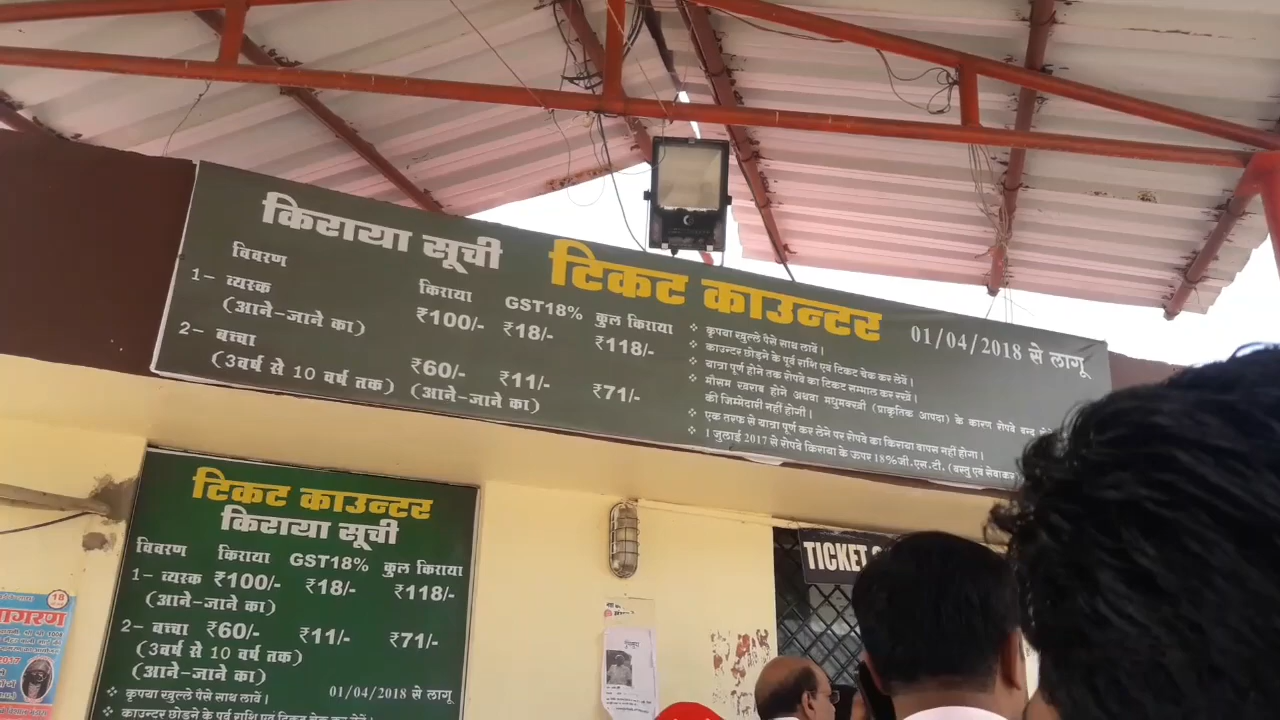 किराया सूची
टिकट काउन्टर
01/04/2018 से लागू
विवरण किराया GST18% कुल किराया
1- व्यस्क ₹100/- ₹18/- ₹118/-
(आने-जाने का)
2- बच्चा ₹60/- ₹11/- ₹71/-
(3वर्ष से 10 वर्ष तक) (आने-जाने का)
कृपया खुल्ले पैसे साथ लावें।
काउन्टर छोड़ने के पूर्व राशि एवं टिकट चेक कर लेवें।
यात्रा पूर्ण होने तक रोपवे का टिकट सम्भाल कर रखें।
मौसम खराब होने अथवा मधुमक्खी (प्राकृतिक आपदा) के कारण रोपवे बन्द
की जिम्मेदारी नहीं होगी।
एक तरफ से यात्रा पूर्ण कर लेने पर रोपवे का किराया वापस नहीं होगा।
1 जुलाई 2017 से रोपवे किराया के ऊपर 18%जी.एस.टी. (वस्तु एवं सेवाकर
टिकट काउन्टर
किराया सूची
विवरण किराया GST18% कुल किराया
1- व्यस्क ₹100/- ₹18/- ₹118/-
(आने-जाने का)
2- बच्चा ₹60/- ₹11/- ₹71/-
(3वर्ष से 10 वर्ष तक)
(आने-जाने का)
कृपया खुल्ले पैसे साथ लावें। 01/04/2018 से लागू
काउन्टर छोड़ने के पूर्व राशि एवं टिकट चेक कर लेवें।
TICKET
18